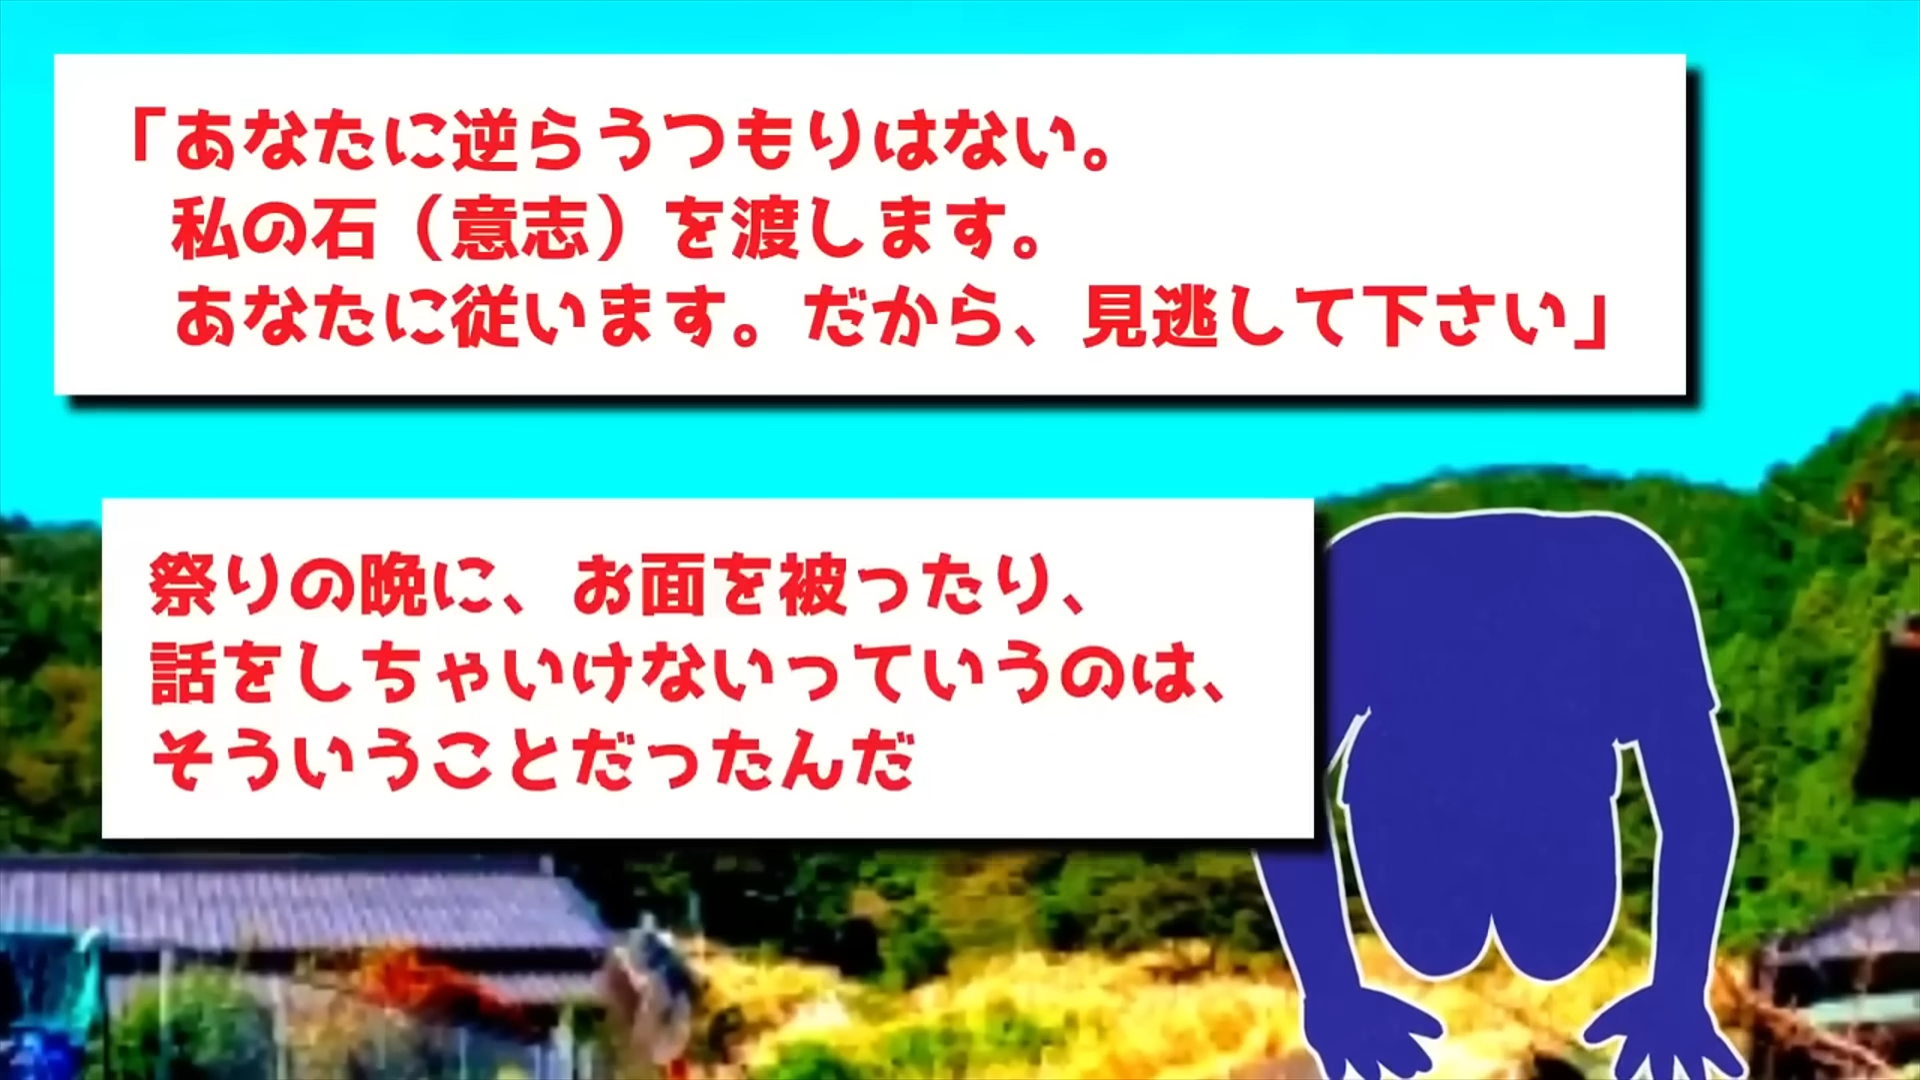 「あなたに逆らうつもりはない。
私の石（意志）を渡します。
あなたに従います。だから、見逃して下さい」
祭りの晩に、お面を被ったり、
話をしちゃいけないっていうのは、
そういうことだったんだ